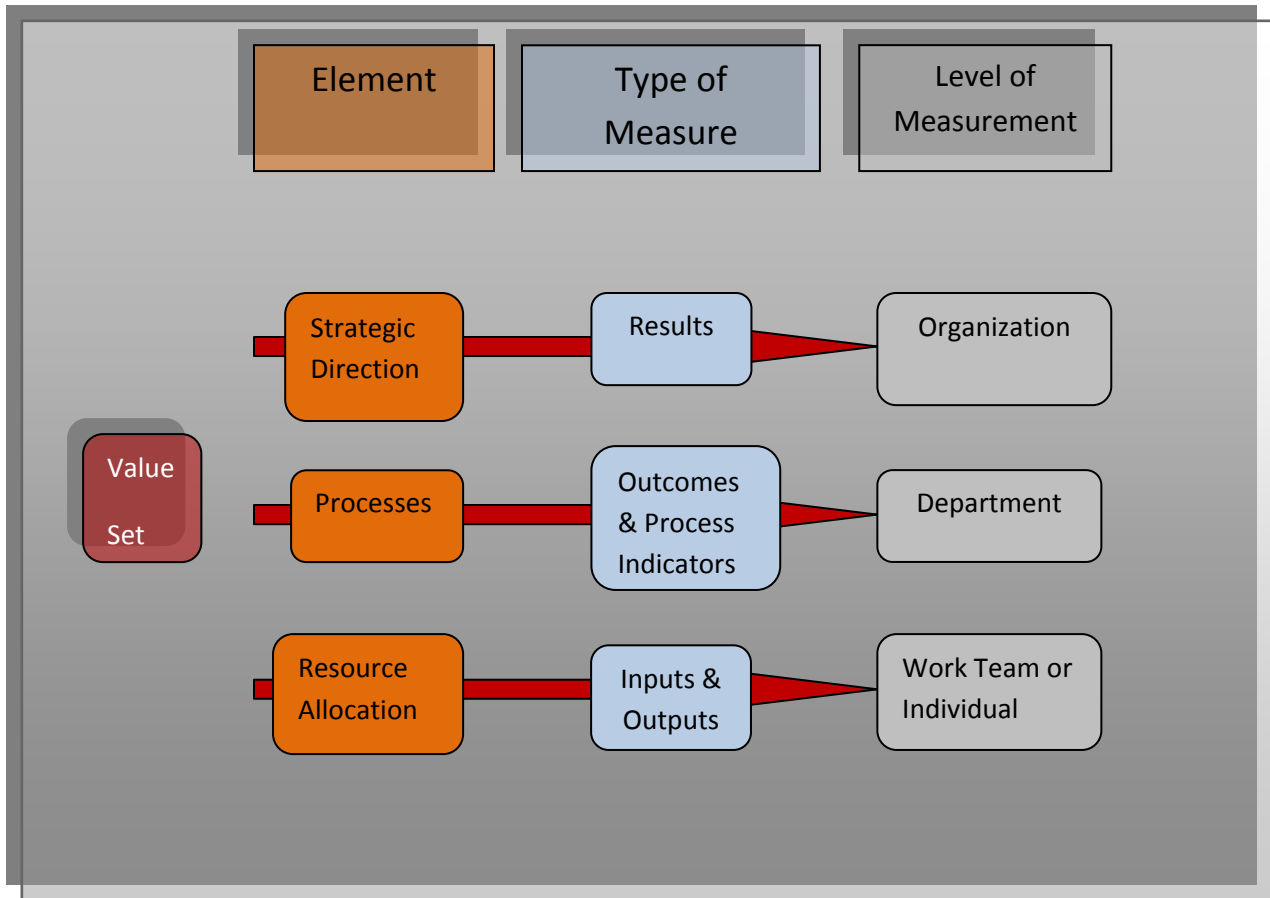 Element
Type of
Measure
Level of
Measurement
Strategic
Direction
Results
Organization
Value
Set
Processes
Outcomes
& Process
Indicators
Department
Resource
Allocation
Inputs &
Outputs
Work Team or
Individual